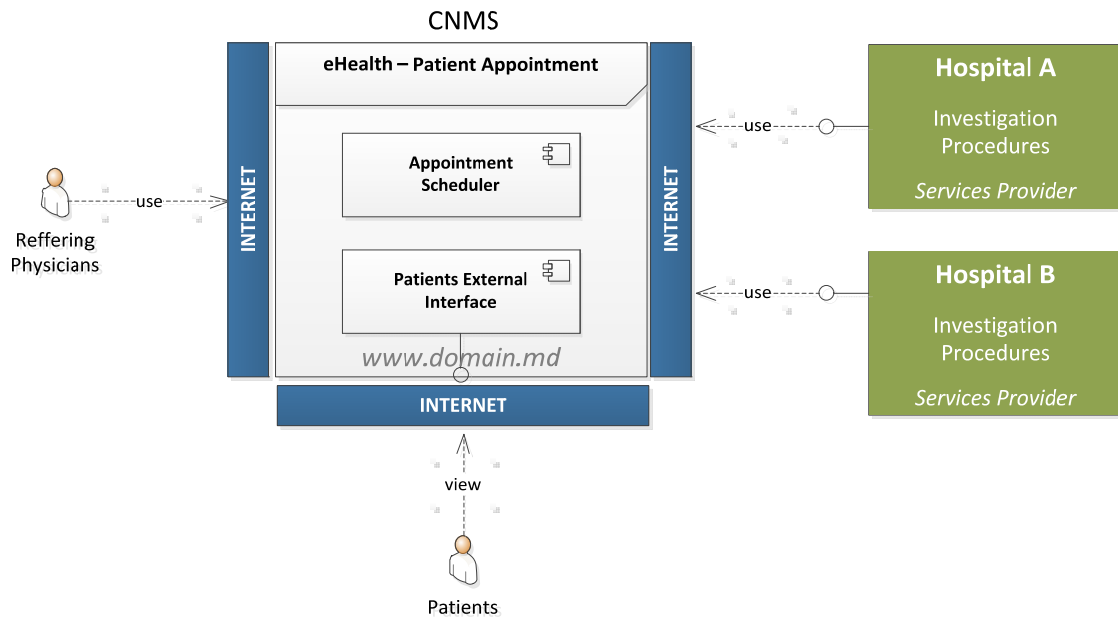 CNMS
eHealth – Patient Appointment
INTERNET
Appointment
Scheduler
Patients External
Interface
www.domain.md
INTERNET
INTERNET
use
Reffering
Physicians
use
Hospital A
Investigation
Procedures
Services Provider
use
Hospital B
Investigation
Procedures
Services Provider
view
Patients